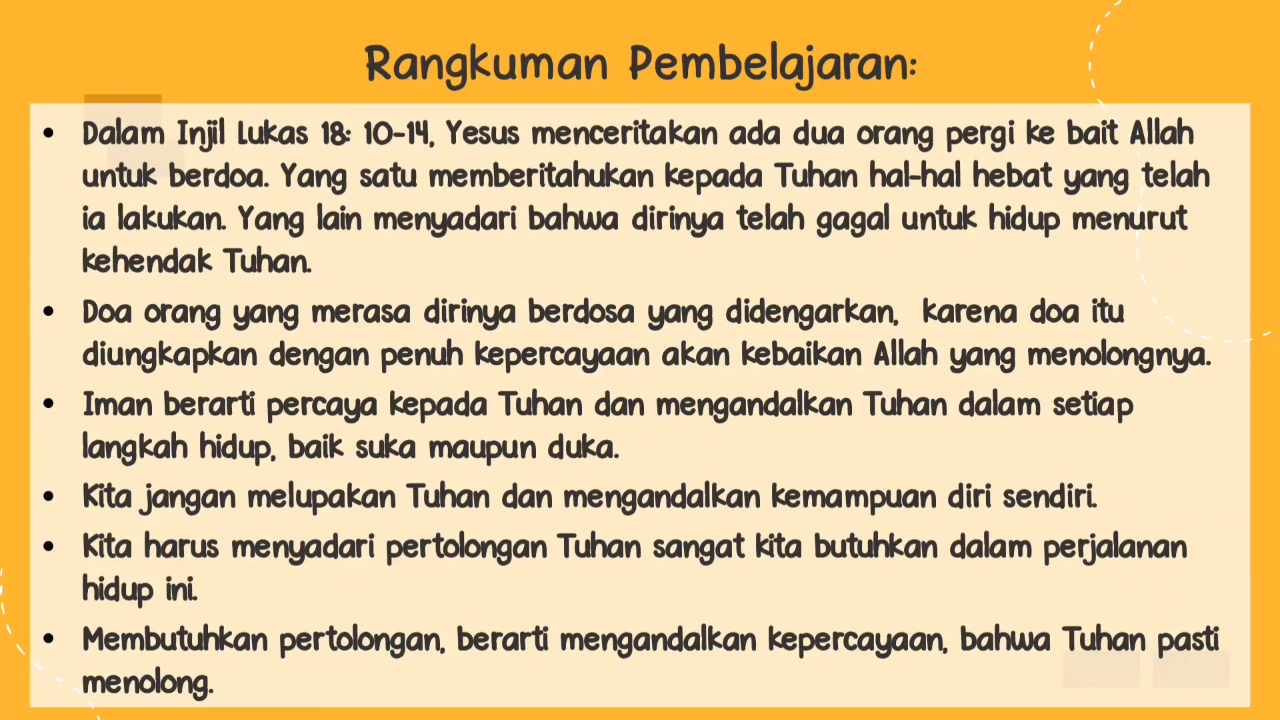 Rangkuman Pembelajaran:
• Dalam Injil Lukas 18: 10-14, Yesus menceritakan ada dua orang pergi ke bait Allah
untuk berdoa. Yang satu memberitahukan kepada Tuhan hal-hal hebat yang telah
ia lakukan. Yang lain menyadari bahwa dirinya telah gagal untuk hidup menurut
kehendak Tuhan.
• Doa orang yang merasa dirinya berdosa yang didengarkan, karena doa itu
diungkapkan dengan penuh kepercayaan akan kebaikan Allah yang menolongnya.
• Iman berarti percaya kepada Tuhan dan mengandalkan Tuhan dalam setiap
langkah hidup, baik suka maupun duka.
• Kita jangan melupakan Tuhan dan mengandalkan kemampuan diri sendiri.
• Kita harus menyadari pertolongan Tuhan sangat kita butuhkan dalam perjalanan
hidup ini.
• Membutuhkan pertolongan, berarti mengandalkan kepercayaan, bahwa Tuhan pasti
menolong.